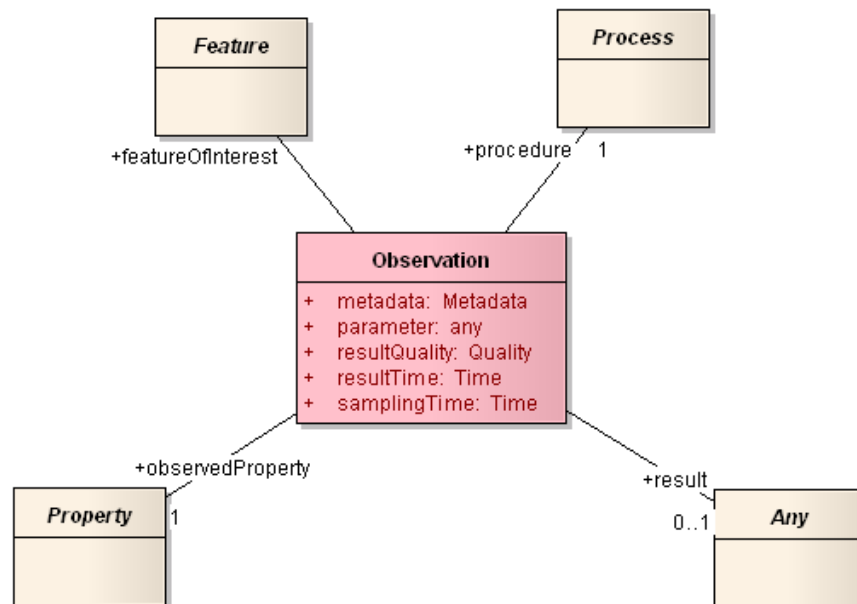 Feature
Process
+featureOfInterest
+procedure 1
Observation
+ metadata: Metadata
+ parameter: any
+ resultQuality: Quality
+ resultTime: Time
+ samplingTime: Time
+observedProperty
+result
Property
1
0..1
Any